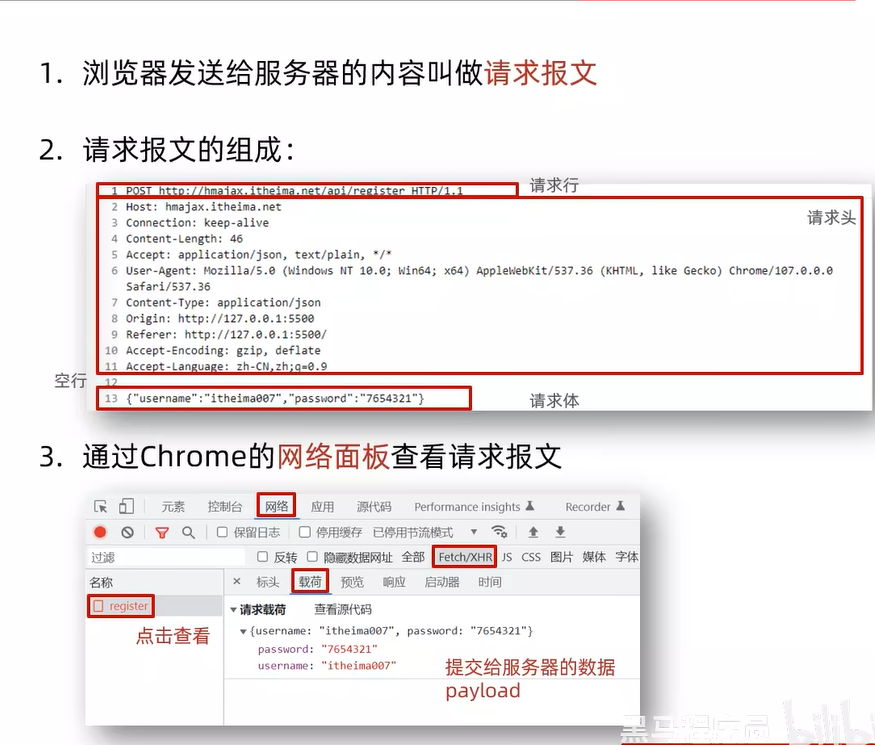 1. 浏览器发送给服务器的内容叫做请求报文
2. 请求报文的组成：
1 POST http://hmajax.itheima.net/api/register HTTP/1.1
请求行
2 Host: hmajax.itheima.net
请求头
3 Connection: keep-alive
4 Content-Length: 46
5 Accept: application/json, text/plain, */*
6 User-Agent: Mozilla/5.0 (Windows NT 10.0; Win64; x64) AppleWebKit/537.36 (KHTML, like Gecko) Chrome/107.0.0.0
Safari/537.36
7 Content-Type: application/json
8 Origin: http://127.0.0.1:5500
9 Referer: http://127.0.0.1:5500/
10 Accept-Encoding: gzip, deflate
11 Accept-Language: zh-CN,zh;q=0.9
空行
12
13 {"username":"itheima007","password":"7654321"}
请求体
3. 通过Chrome的网络面板查看请求报文
元素 控制台 网络 应用 源代码 Performance insights Recorder
保留日志 停用缓存 已停用节流模式
过滤 反转 隐藏数据网址 全部 Fetch/XHR JS CSS 图片 媒体 字体
名称 × 标头 载荷 预览 响应 启动器 时间
register
点击查看
▼请求载荷 查看源代码
▼{username: "itheima007", password: "7654321"}
password: "7654321"
username: "itheima007"
提交给服务器的数据
payload
黑马程序员 bilibili